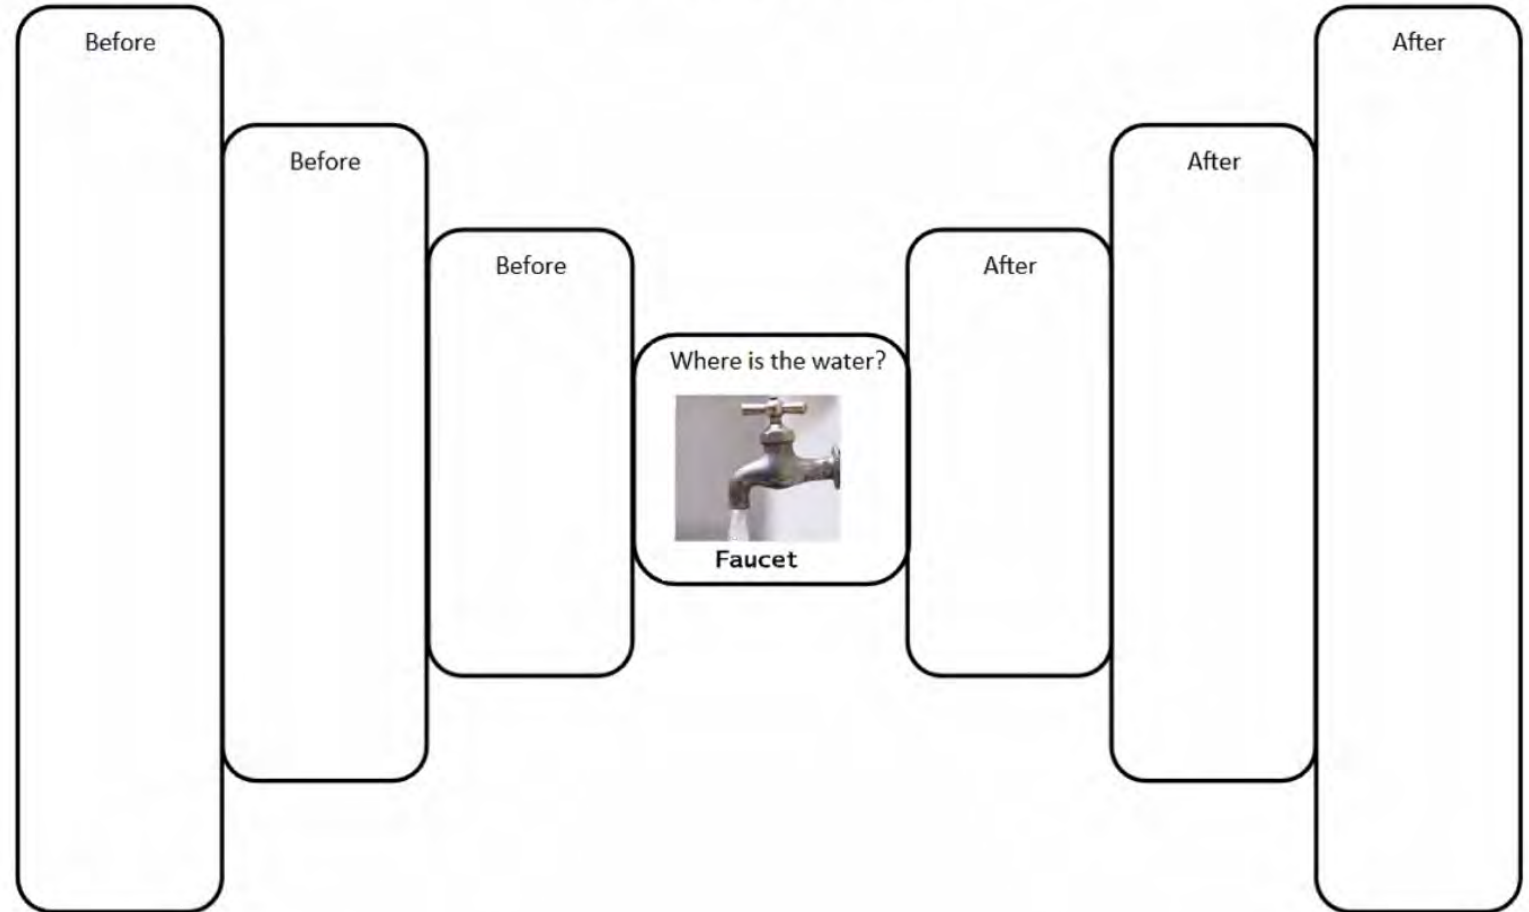 Before
Before
Before
Where is the water?
Faucet
After
After
After